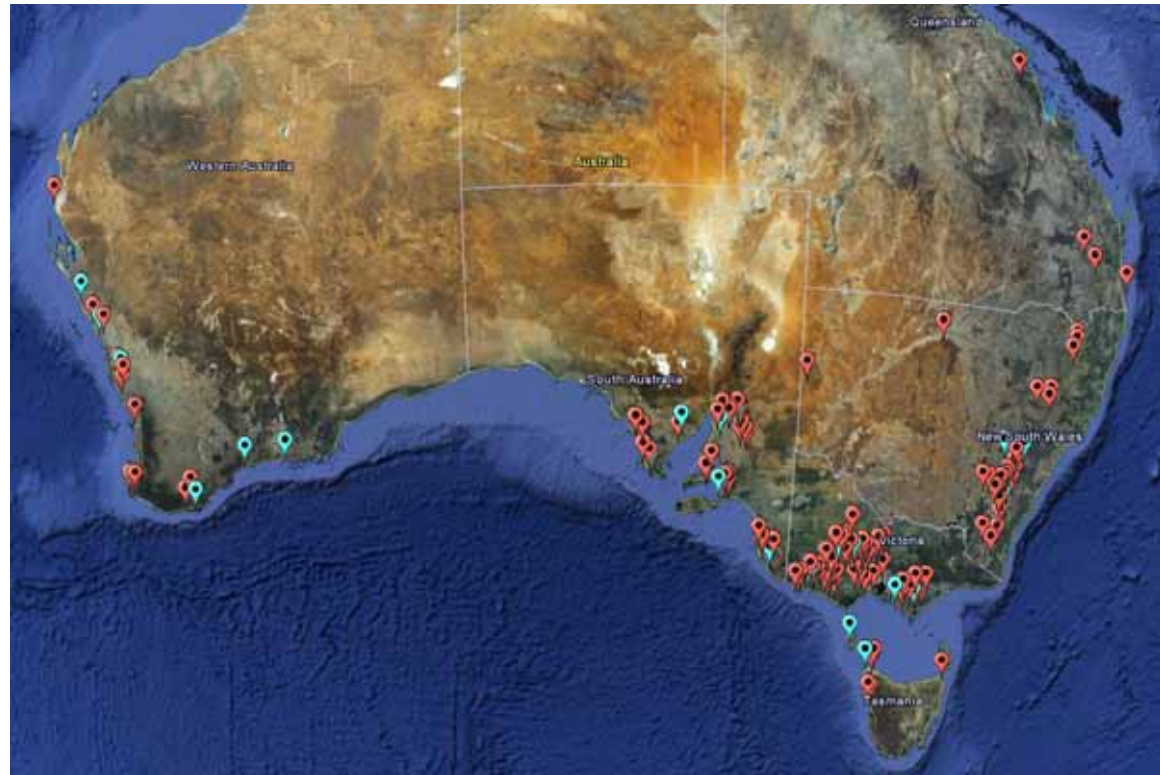 Queensland
Western Australia
Australia
South Australia
New South Wales
Victoria
Tasmania